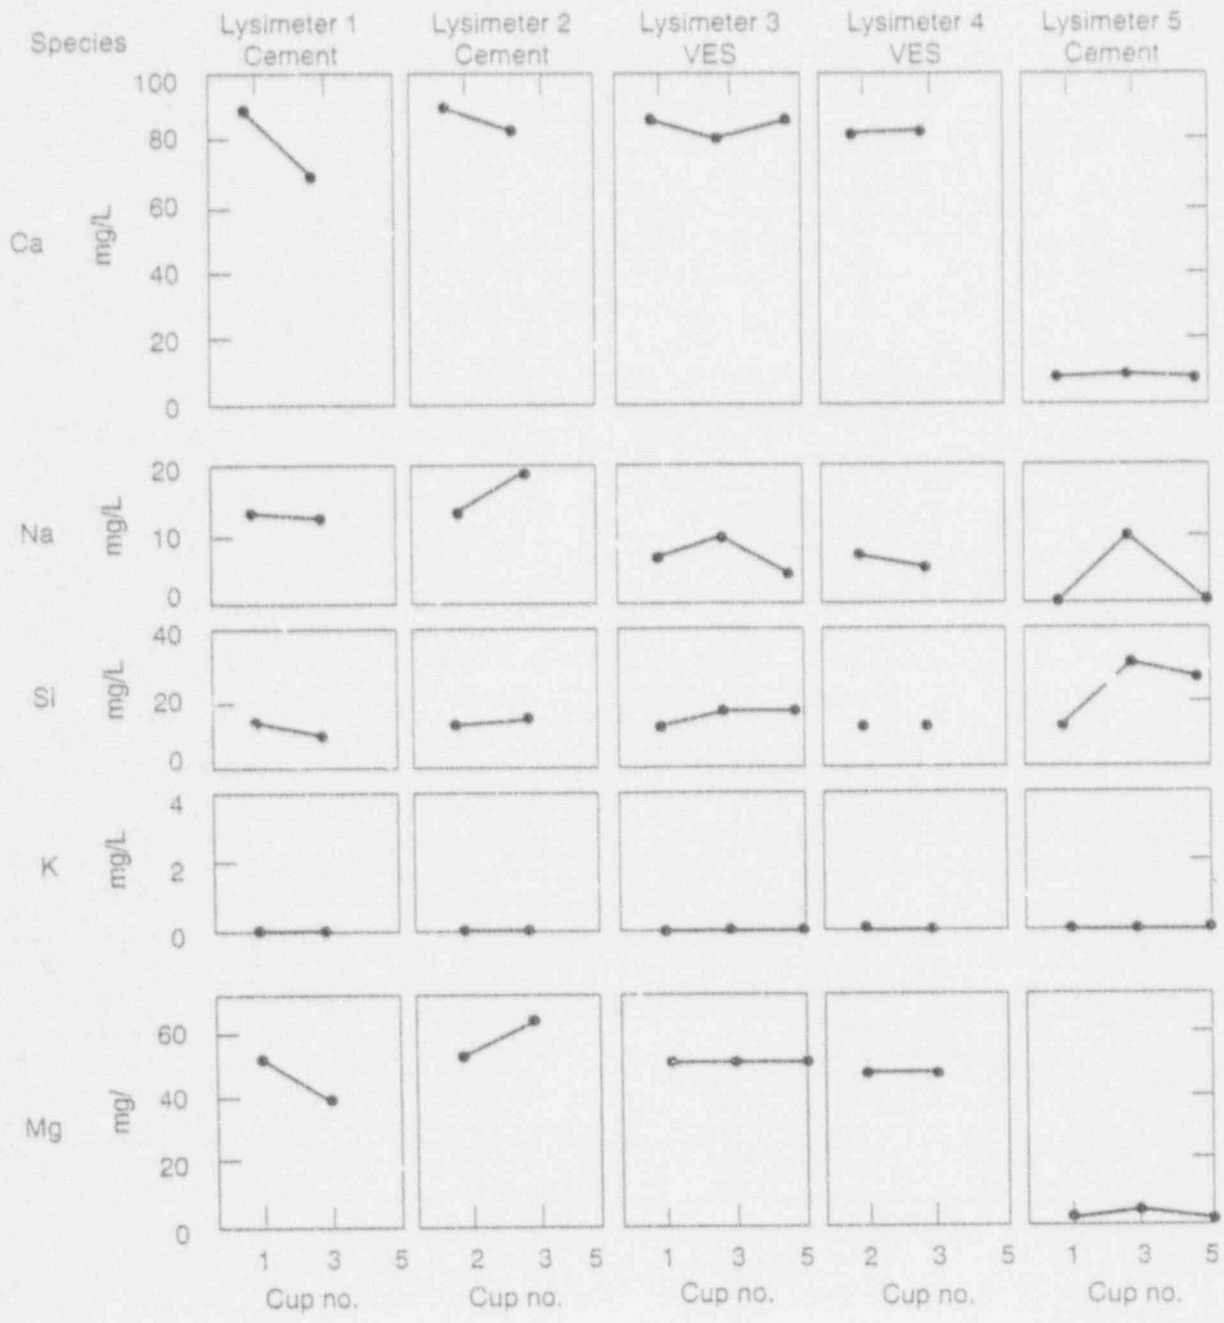 Species
Lysimeter 1
Cement
Lysimeter 2
Cement
Lysimeter 3
VES
Lysimeter 4
VES
Lysimeter 5
Cement
Ca
mg/L
100
80
60
40
20
0
Na
mg/L
20
10
0
Si
mg/L
40
20
0
K
mg/L
4
2
0
Mg
mg/
60
40
20
0
1 3 5
2 3 5
1 3 5
2 3 5
1 3 5
Cup no.
Cup no.
Cup no.
Cup no.
Cup no.